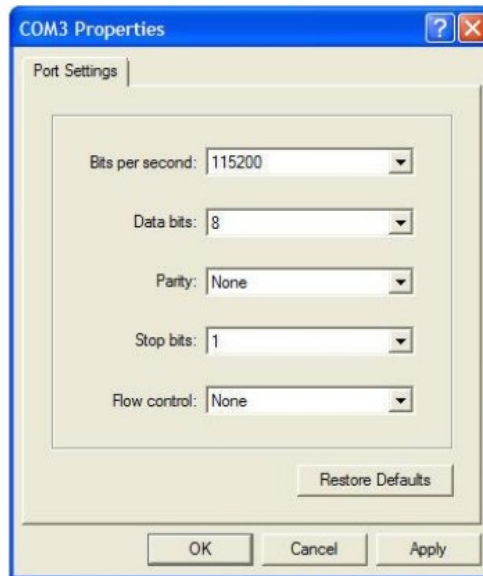 COM3 Properties
Port Settings
Bits per second: 115200
Data bits: 8
Parity: None
Stop bits: 1
Flow control: None
Restore Defaults
OK Cancel Apply